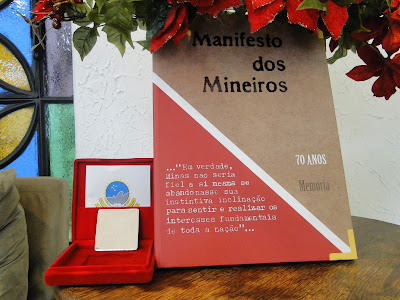 Manifesto
dos
Mineiros
70 ANOS
Memória
..."Em verdade,
Minas não seria
fiel a si mesma se
abandonasse sua
instintiva inclinação
para sentir e realizar os
interesses fundamentais
de toda a nação"...